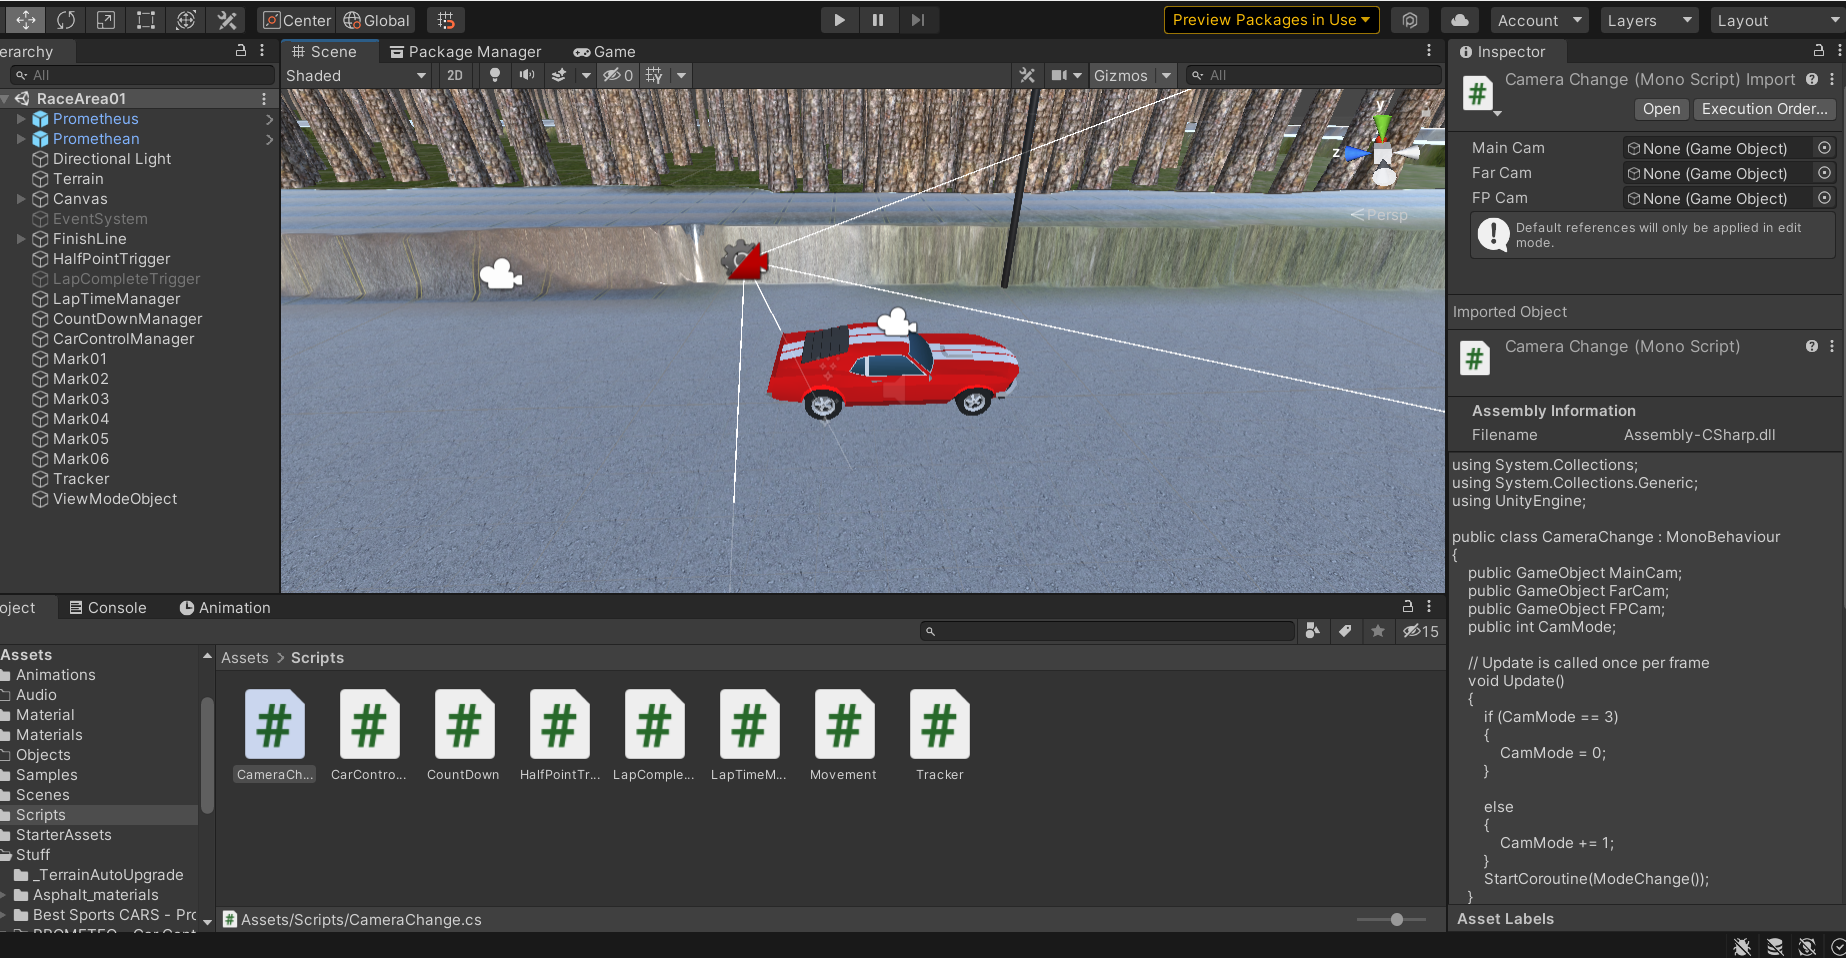 Center
Global
Preview Packages in Use
Account
Layers
Layout
erarchy
Scene
Package Manager
Game
Inspector
All
Shaded
2D
0
Gizmos
All
RaceArea01
Prometheus
Promethean
Directional Light
Terrain
Canvas
EventSystem
FinishLine
HalfPointTrigger
LapCompleteTrigger
LapTimeManager
CountDownManager
CarControlManager
Mark01
Mark02
Mark03
Mark04
Mark05
Mark06
Tracker
ViewModeObject
y
z
Persp
Camera Change (Mono Script) Import
Open
Execution Order...
Main Cam
None (Game Object)
Far Cam
None (Game Object)
FP Cam
None (Game Object)
Default references will only be applied in edit
mode.
Imported Object
Camera Change (Mono Script)
Assembly Information
Filename
Assembly-CSharp.dll
using System.Collections;
using System.Collections.Generic;
using UnityEngine;
public class CameraChange : MonoBehaviour
{
public GameObject MainCam;
public GameObject FarCam;
public GameObject FPCam;
public int CamMode;
// Update is called once per frame
void Update()
{
if (CamMode == 3)
{
CamMode = 0;
}
else
{
CamMode += 1;
}
StartCoroutine(ModeChange());
}
Asset Labels
oject
Console
Animation
15
Assets
Animations
Audio
Material
Materials
Objects
Samples
Scenes
Scripts
StarterAssets
Stuff
_TerrainAutoUpgrade
Asphalt_materials
Best Sports CARS - Pro
Assets > Scripts
CameraCh...
CarContro...
CountDown
HalfPointTr...
LapComple...
LapTimeM...
Movement
Tracker
Assets/Scripts/CameraChange.cs